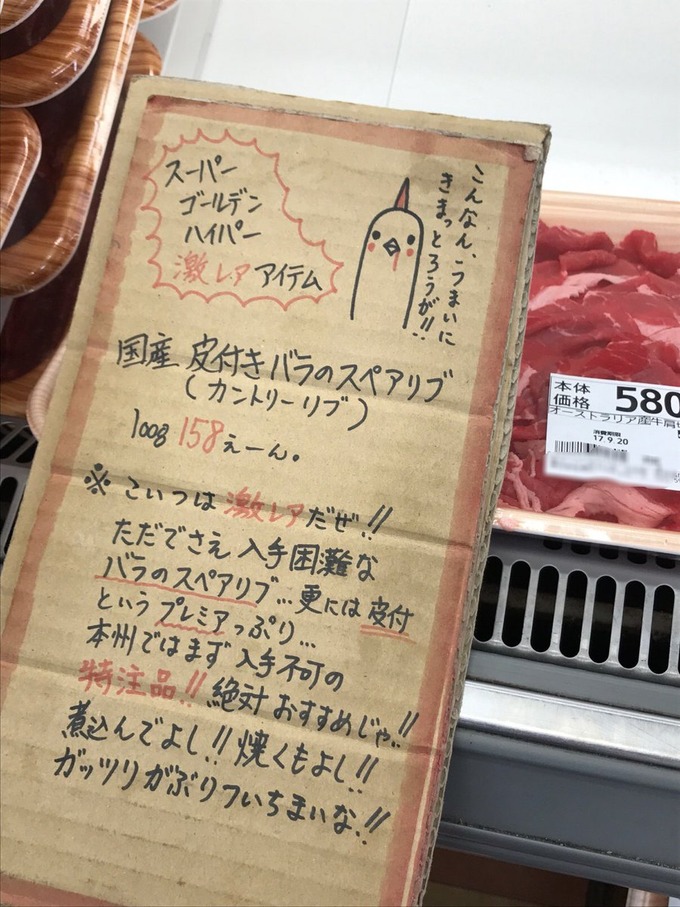 スーパー
ゴールデン
ハイパー
激レア アイテム
こんなん、うまいに
きまっとろうが!!
国産 皮付きバラのスペアリブ
(カントリーリブ)
100g 158えーん。
※ こいつは激レアだぜ!!
ただでさえ 入手困難な
バラのスペアリブ…更には 皮付
というプレミアっぷり…
本州ではまず 入手不可の
特注品!! 絶対おすすめじゃ!!
煮込んでよし!! 焼くもよし!!
ガッツリがぶりついちまいな!!
本体
価格 580
オーストラリア産牛肩
消費期限
17.9.20